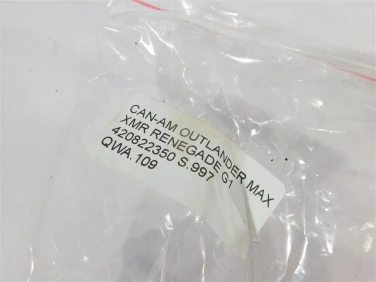 CAN-AM OUTLANDER MAX
XMR RENEGADE G1
420822350 S.997
QWA.109